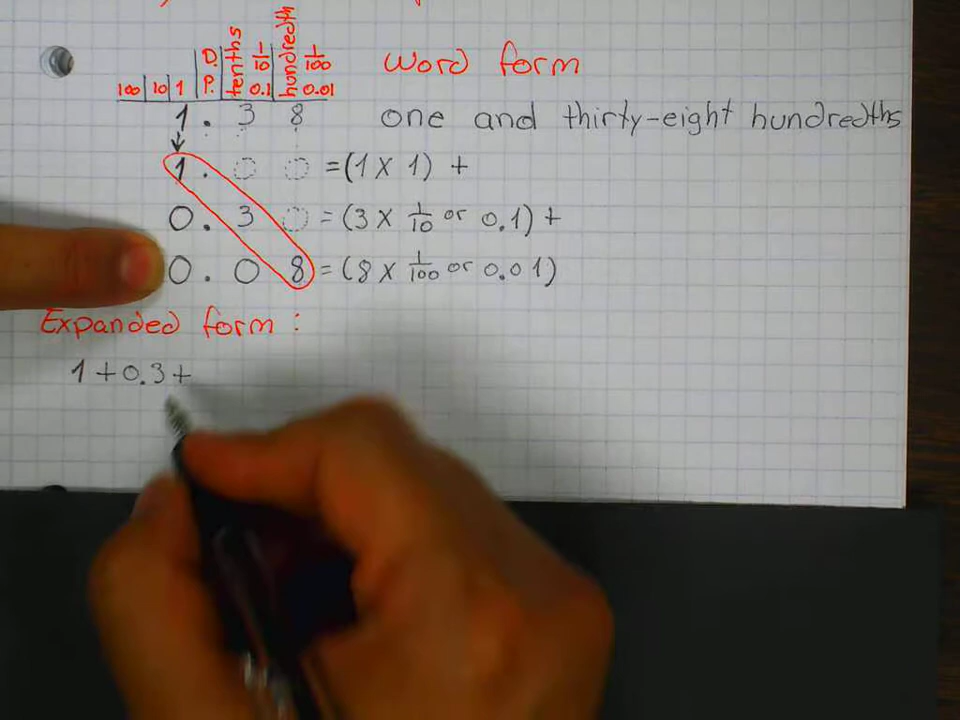 100 10 1 D.P. tenths 1/10 0.1 hundredth 1/100 0.01
Word form
1 . 3 8 one and thirty-eight hundredths
1 . 0 0 = (1 X 1) +
0 . 3 0 = (3 X 1/10 or 0.1) +
0 . 0 8 = (8 X 1/100 or 0.01)
Expanded form :
1 + 0.3 +